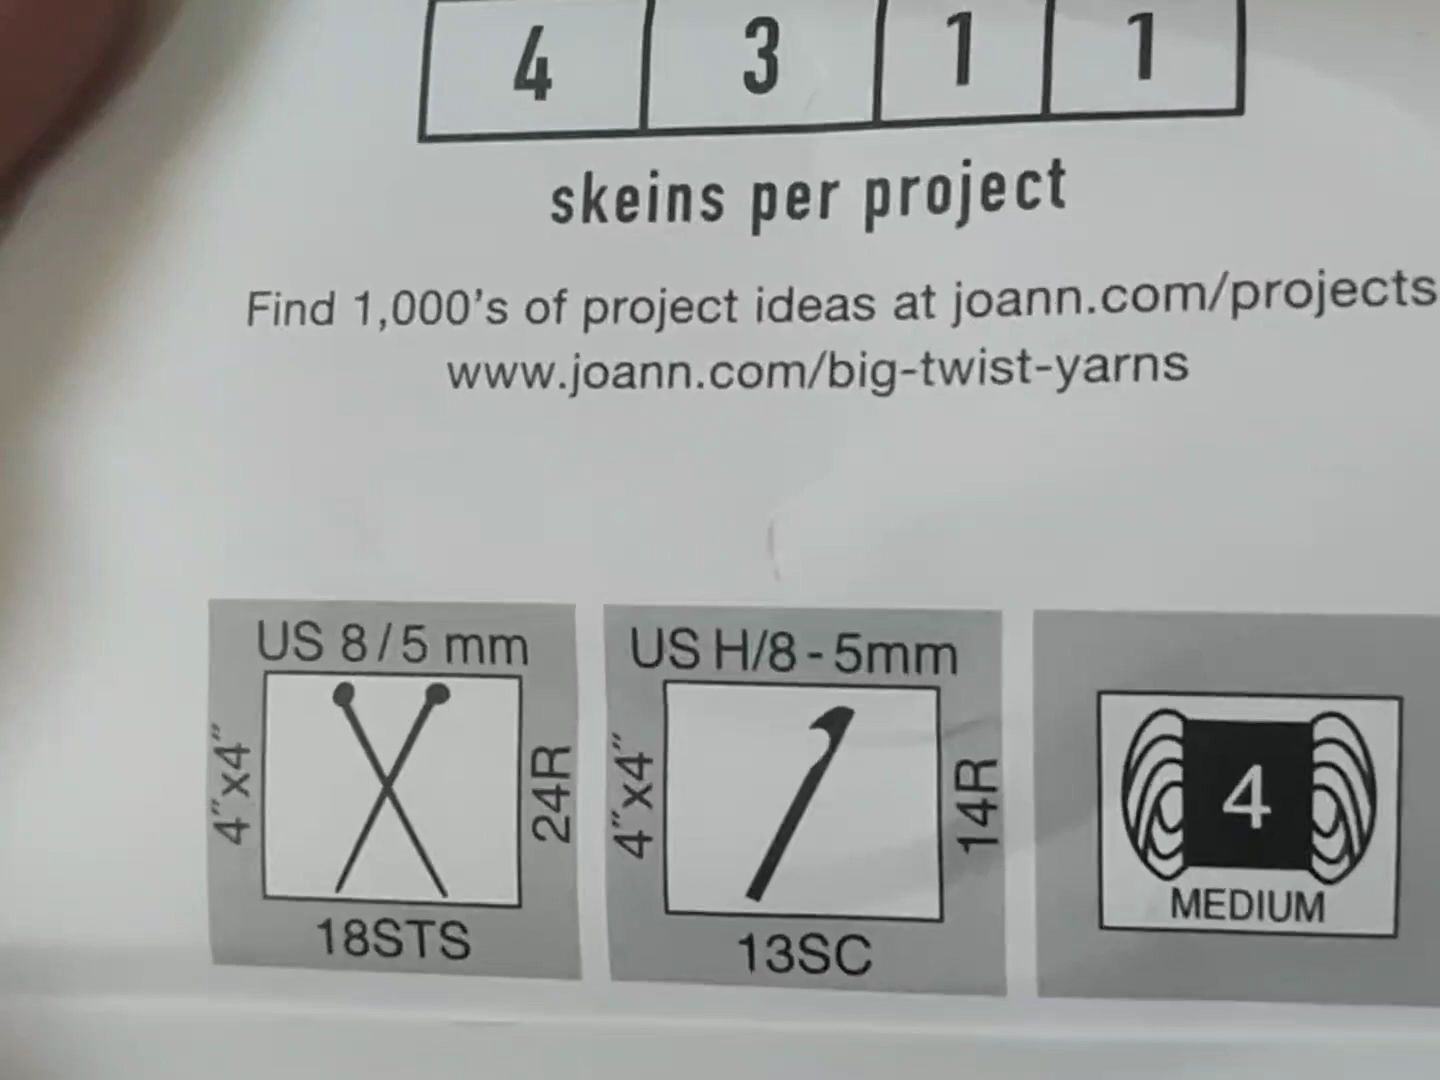 4 3 1 1
skeins per project
Find 1,000's of project ideas at joann.com/projects
www.joann.com/big-twist-yarns
US 8/5 mm
4"x4"
24R
18STS
US H/8-5mm
4"x4"
14R
13SC
4
MEDIUM